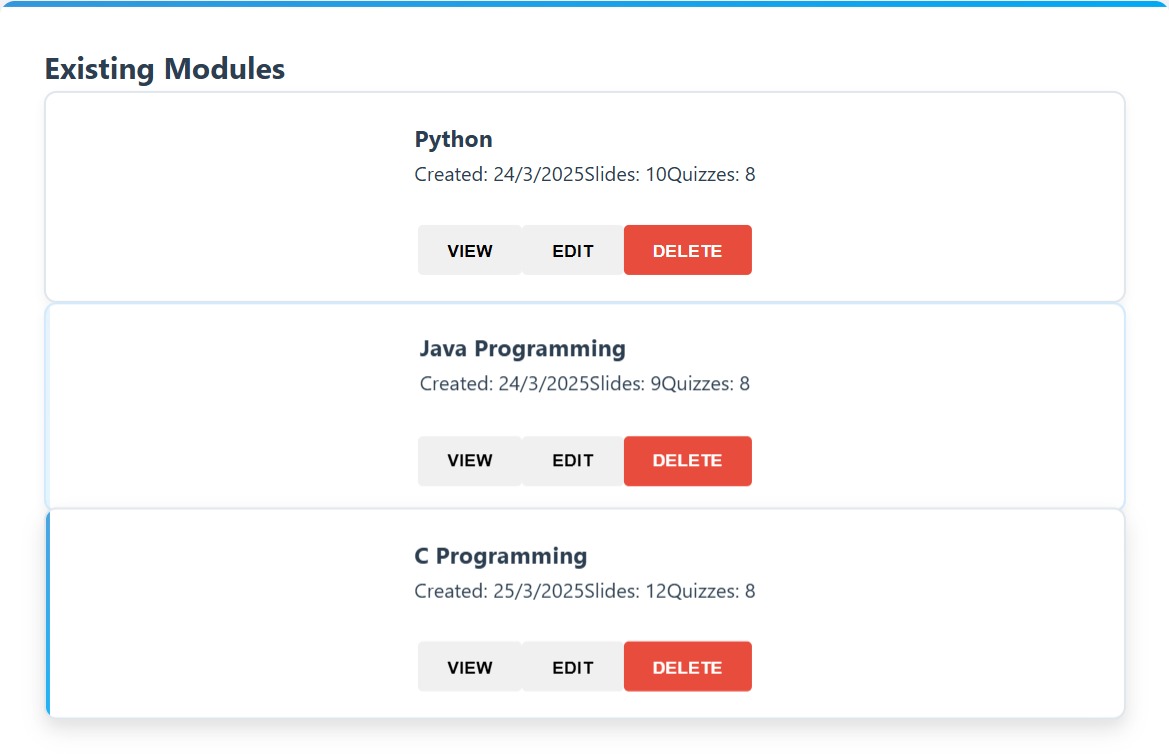 Existing Modules
Python
Created: 24/3/2025Slides: 10Quizzes: 8
VIEW EDIT DELETE
Java Programming
Created: 24/3/2025Slides: 9Quizzes: 8
VIEW EDIT DELETE
C Programming
Created: 25/3/2025Slides: 12Quizzes: 8
VIEW EDIT DELETE